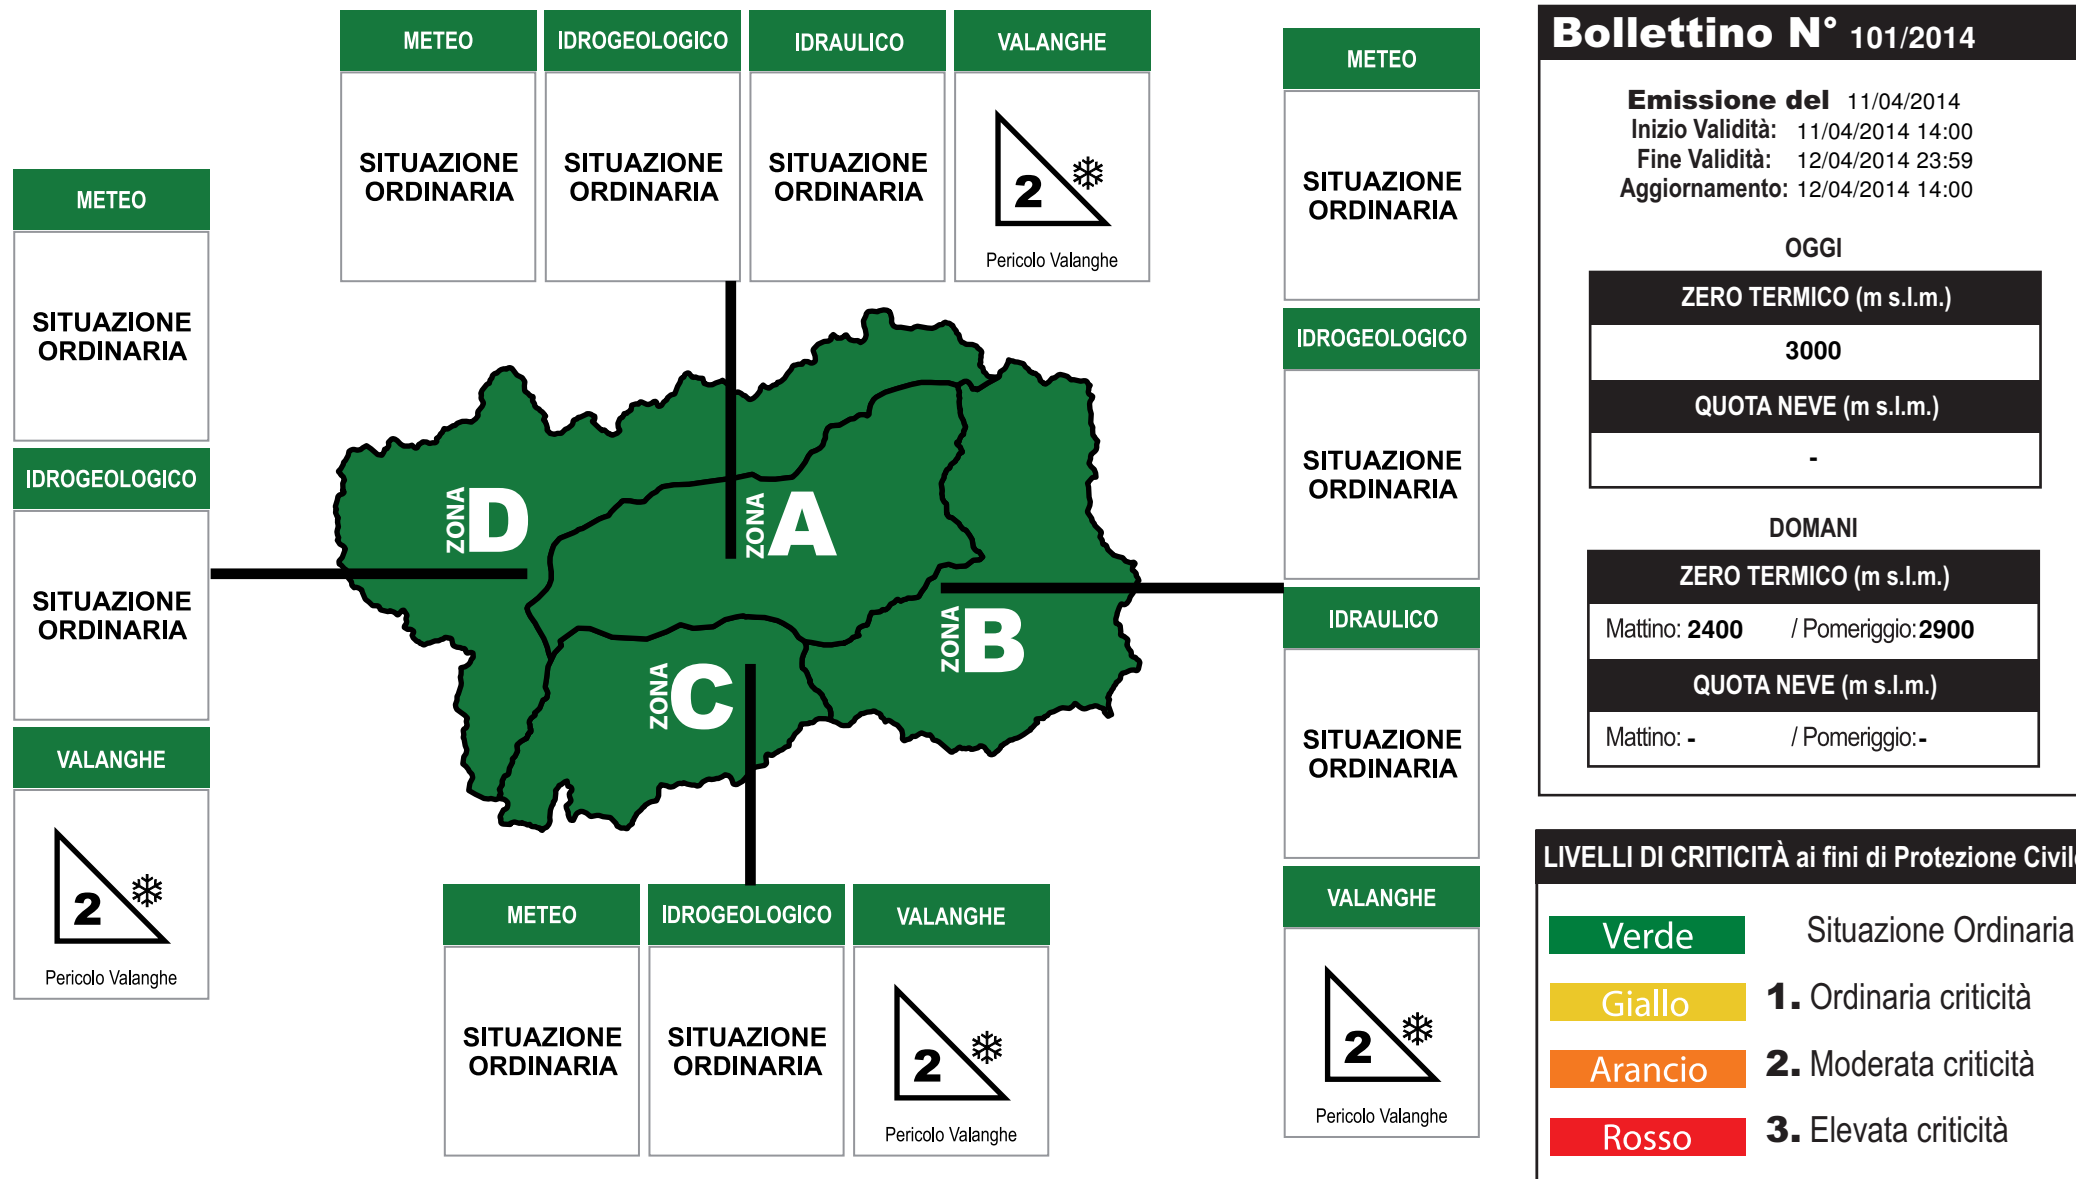 METEO
IDROGEOLOGICO
IDRAULICO
VALANGHE
SITUAZIONE
ORDINARIA
SITUAZIONE
ORDINARIA
SITUAZIONE
ORDINARIA
2
Pericolo Valanghe
METEO
SITUAZIONE
ORDINARIA
IDROGEOLOGICO
SITUAZIONE
ORDINARIA
VALANGHE
2
Pericolo Valanghe
ZONA D
ZONA A
ZONA B
ZONA C
METEO
IDROGEOLOGICO
VALANGHE
SITUAZIONE
ORDINARIA
SITUAZIONE
ORDINARIA
2
Pericolo Valanghe
METEO
SITUAZIONE
ORDINARIA
IDROGEOLOGICO
SITUAZIONE
ORDINARIA
IDRAULICO
SITUAZIONE
ORDINARIA
VALANGHE
2
Pericolo Valanghe
Bollettino N° 101/2014
Emissione del 11/04/2014
Inizio Validità: 11/04/2014 14:00
Fine Validità: 12/04/2014 23:59
Aggiornamento: 12/04/2014 14:00
OGGI
ZERO TERMICO (m s.l.m.)
3000
QUOTA NEVE (m s.l.m.)
-
DOMANI
ZERO TERMICO (m s.l.m.)
Mattino: 2400 / Pomeriggio: 2900
QUOTA NEVE (m s.l.m.)
Mattino: - / Pomeriggio: -
LIVELLI DI CRITICITÀ ai fini di Protezione Civile
Verde Situazione Ordinaria
Giallo 1. Ordinaria criticità
Arancio 2. Moderata criticità
Rosso 3. Elevata criticità